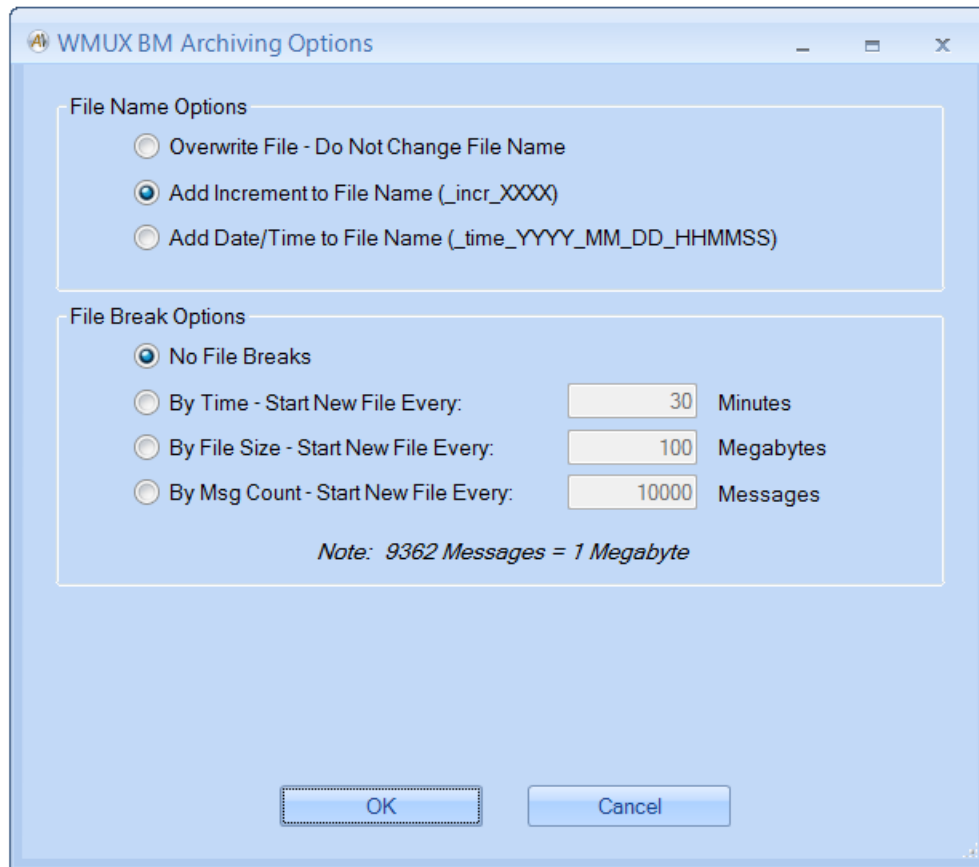 WMUX BM Archiving Options
File Name Options
Overwrite File - Do Not Change File Name
Add Increment to File Name (_incr_XXXX)
Add Date/Time to File Name (_time_YYYY_MM_DD_HHMMSS)
File Break Options
No File Breaks
By Time - Start New File Every: 30 Minutes
By File Size - Start New File Every: 100 Megabytes
By Msg Count - Start New File Every: 10000 Messages
Note: 9362 Messages = 1 Megabyte
OK Cancel